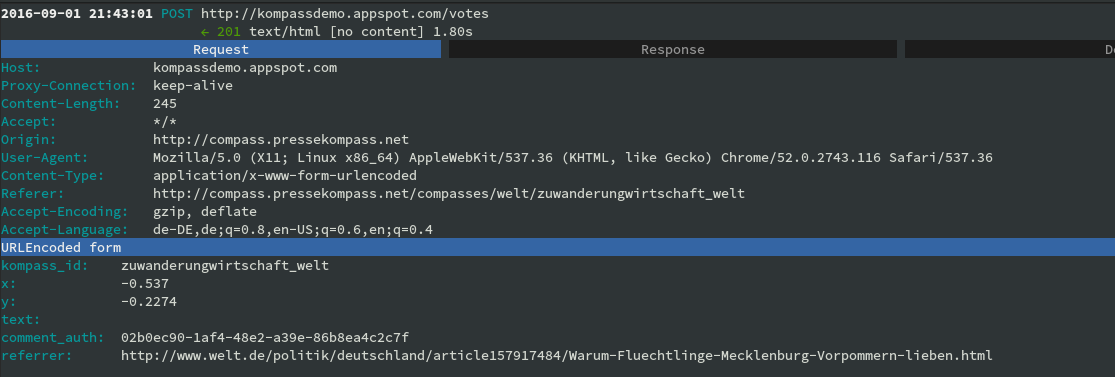 2016-09-01 21:43:01 POST http://kompassdemo.appspot.com/votes
← 201 text/html [no content] 1.80s
Request Response De
Host: kompassdemo.appspot.com
Proxy-Connection: keep-alive
Content-Length: 245
Accept: */*
Origin: http://compass.pressekompass.net
User-Agent: Mozilla/5.0 (X11; Linux x86_64) AppleWebKit/537.36 (KHTML, like Gecko) Chrome/52.0.2743.116 Safari/537.36
Content-Type: application/x-www-form-urlencoded
Referer: http://compass.pressekompass.net/compasses/welt/zuwanderungwirtschaft_welt
Accept-Encoding: gzip, deflate
Accept-Language: de-DE,de;q=0.8,en-US;q=0.6,en;q=0.4
URLEncoded form
kompass_id: zuwanderungwirtschaft_welt
x: -0.537
y: -0.2274
text:
comment_auth: 02b0ec90-1af4-48e2-a39e-86b8ea4c2c7f
referrer: http://www.welt.de/politik/deutschland/article157917484/Warum-Fluechtlinge-Mecklenburg-Vorpommern-lieben.html